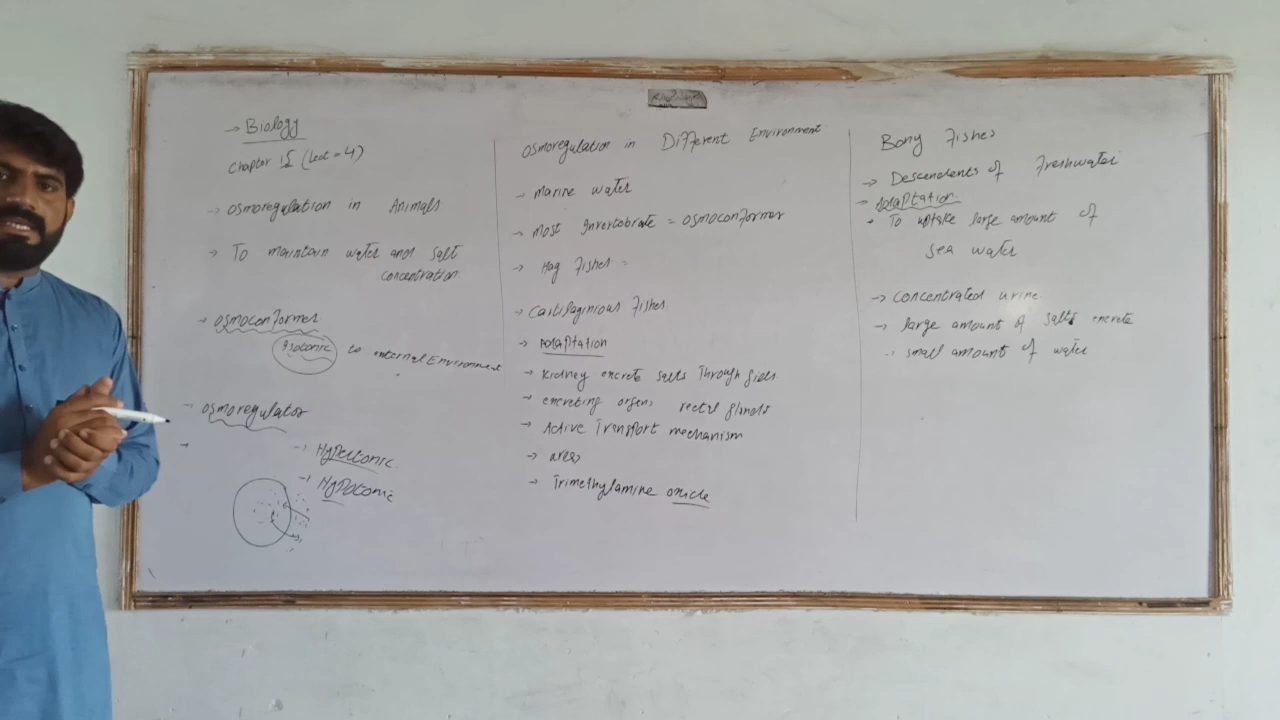 → Biology
Chapter 15 (Lect = 4)
→ Osmoregulation in Animals
→ To maintain water and salt
concentration
→ Osmoconformer
isotonic to external Environment
→ Osmoregulator
→
→ Hypertonic
→ Hypotonic
Osmoregulation in Different Environment
→ Marine water
→ Most Invertebrate = Osmoconformer
→ Hag Fishes =
→ Cartilaginious Fishes
→ Adaptation
→ Kidney excrete salts Through
→ excreting organ, rectal glands
→ Active Transport mechanism
→ urea
→ Trimethylamine oxide
Bony Fishes
→ Descendents of Freshwater
→ Adaptation
• To uptake large amount of
Sea water
→ Concentrated urine
→ large amount of salts excrete
→ small amount of water